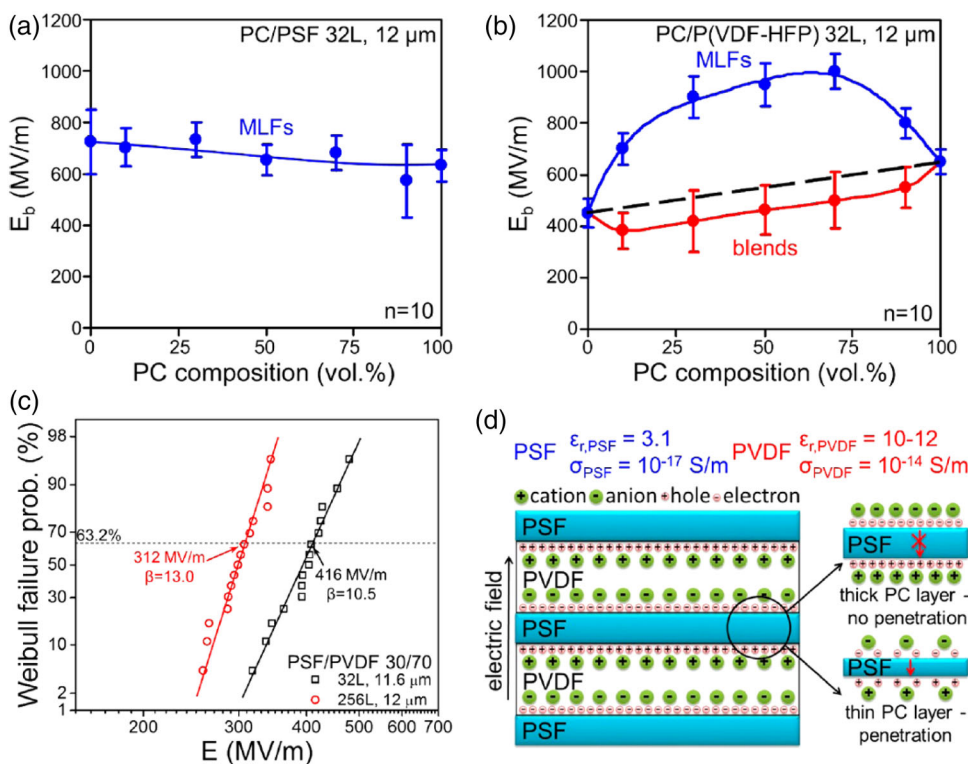 (a)
PC/PSF 32L, 12 μm
MLFs
n=10
1200
1000
800
600
400
200
0
E_b (MV/m)
0 25 50 75 100
PC composition (vol.%)
(b)
PC/P(VDF-HFP) 32L, 12 μm
MLFs
blends
n=10
1200
1000
800
600
400
200
0
E_b (MV/m)
0 25 50 75 100
PC composition (vol.%)
(c)
Weibull failure prob. (%)
98
90
70
63.2%
50
30
10
2
1
312 MV/m
β=13.0
416 MV/m
β=10.5
PSF/PVDF 30/70
32L, 11.6 μm
256L, 12 μm
200 300 400 500 600 700
E (MV/m)
(d)
PSF ε_r,PSF = 3.1
σ_PSF = 10⁻¹⁷ S/m
PVDF ε_r,PVDF = 10-12
σ_PVDF = 10⁻¹⁴ S/m
cation anion hole electron
electric field
PSF
PVDF
PSF
PVDF
PSF
PSF
thick PC layer -
no penetration
PSF
thin PC layer -
penetration